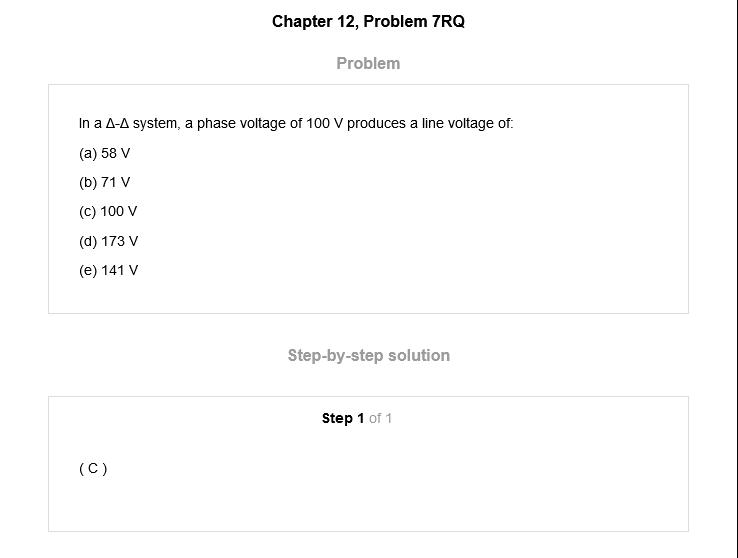 Chapter 12, Problem 7RQ
Problem
In a Δ-Δ system, a phase voltage of 100 V produces a line voltage of:
(a) 58 V
(b) 71 V
(c) 100 V
(d) 173 V
(e) 141 V
Step-by-step solution
Step 1 of 1
( C )